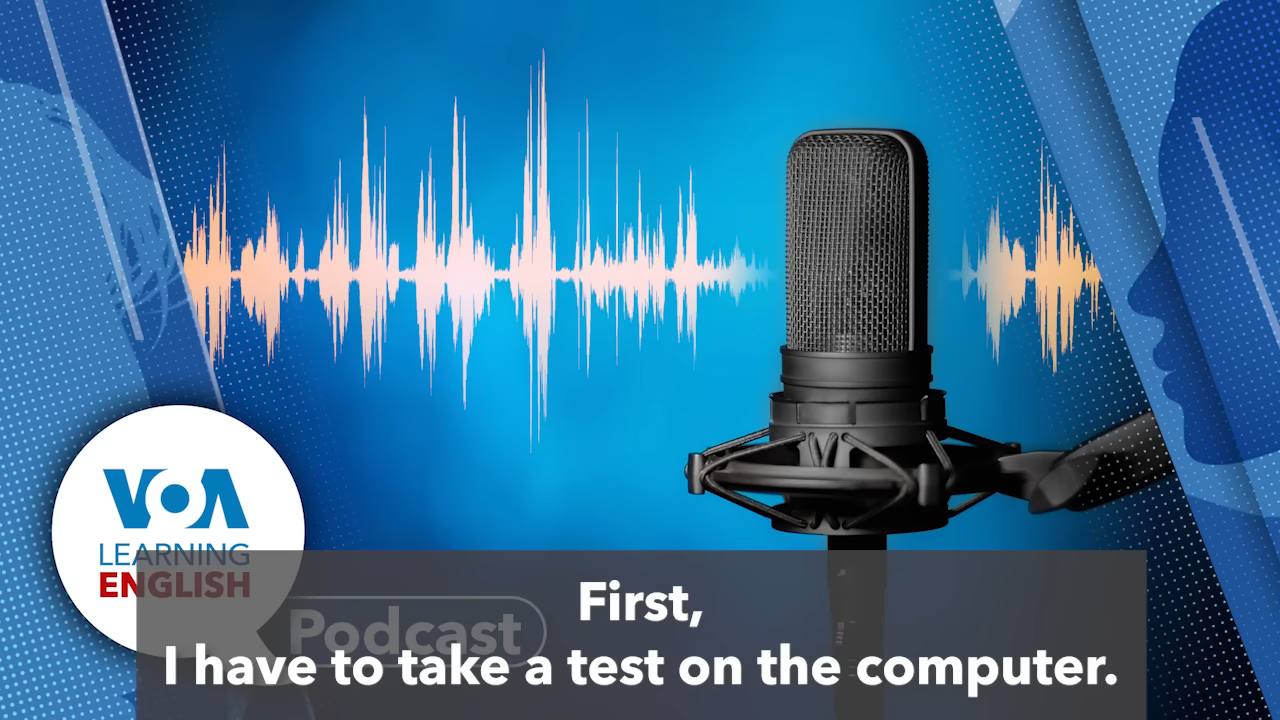 VOA
LEARNING
ENGLISH
Podcast
First,
I have to take a test on the computer.